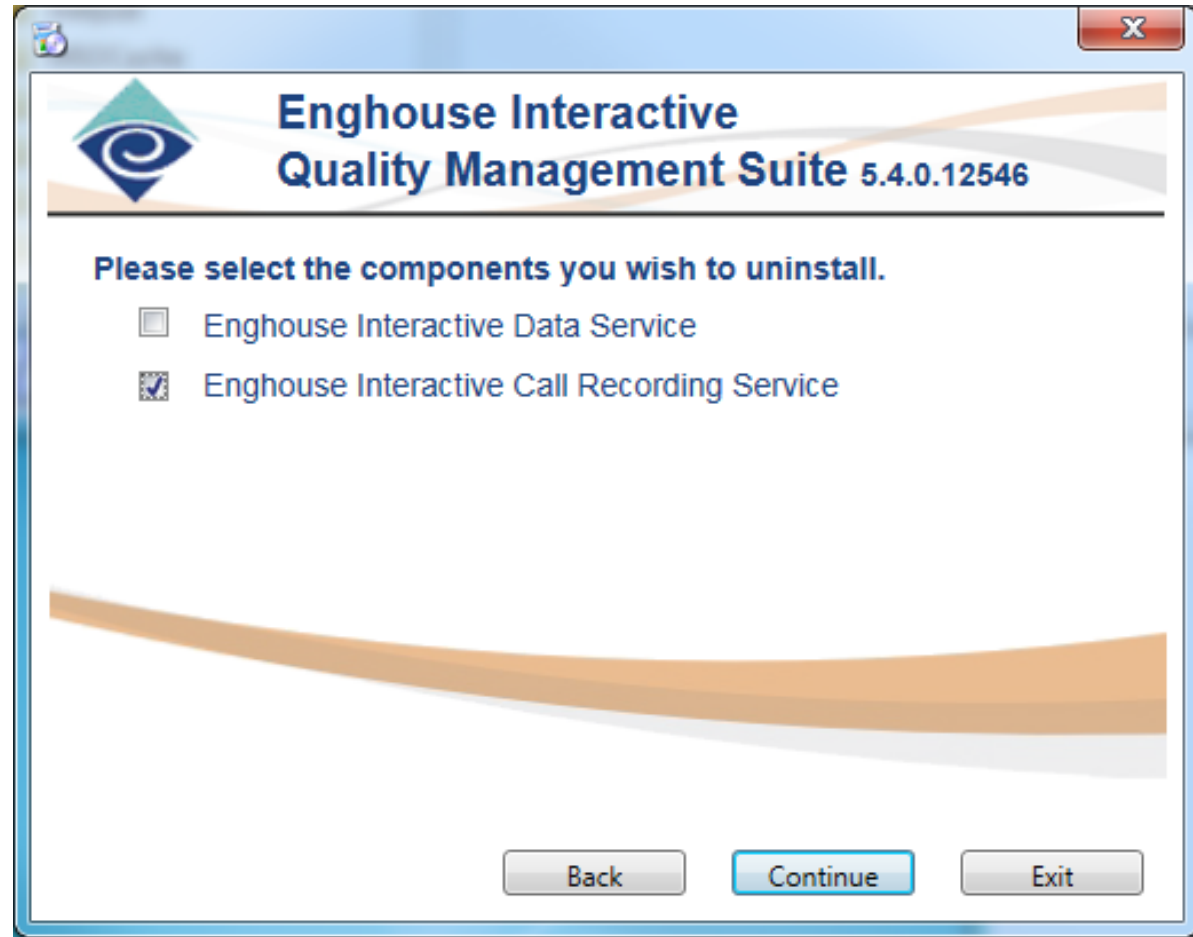 Enghouse Interactive
Quality Management Suite 5.4.0.12546
Please select the components you wish to uninstall.
Enghouse Interactive Data Service
Enghouse Interactive Call Recording Service
Back Continue Exit